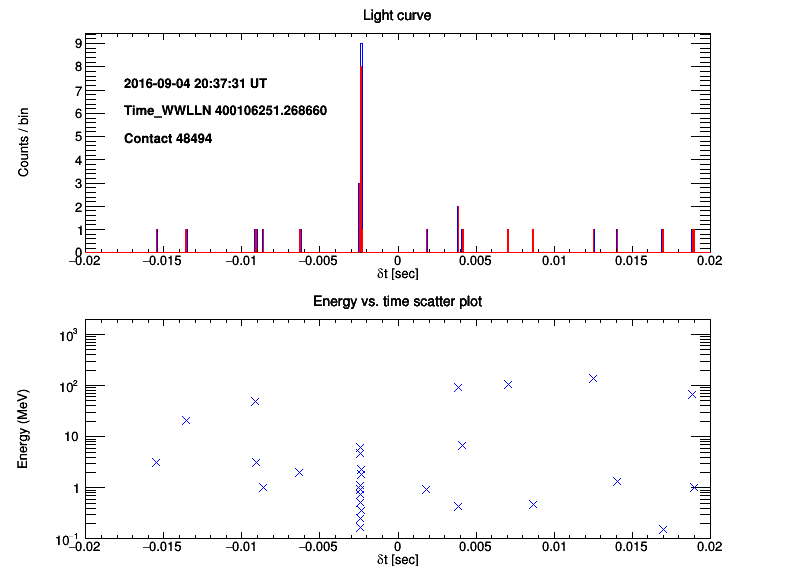 Light curve
Counts / bin
9
8
7
6
5
4
3
2
1
0
2016-09-04 20:37:31 UT
Time_WWLLN 400106251.268660
Contact 48494
−0.02 −0.015 −0.01 −0.005 0 0.005 0.01 0.015 0.02
δt [sec]
Energy vs. time scatter plot
Energy (MeV)
10³
10²
10
1
10⁻¹
−0.02 −0.015 −0.01 −0.005 0 0.005 0.01 0.015 0.02
δt [sec]